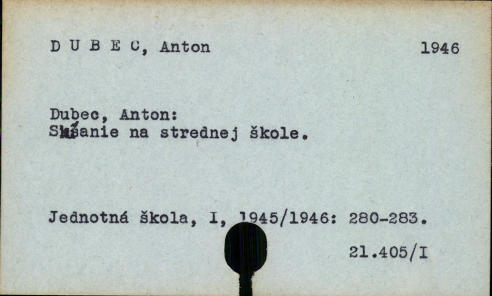 D U B E C, Anton 1946
Dubec, Anton:
Skúšanie na strednej škole.
Jednotná škola, I, 1945/1946: 280-283.
21.405/I